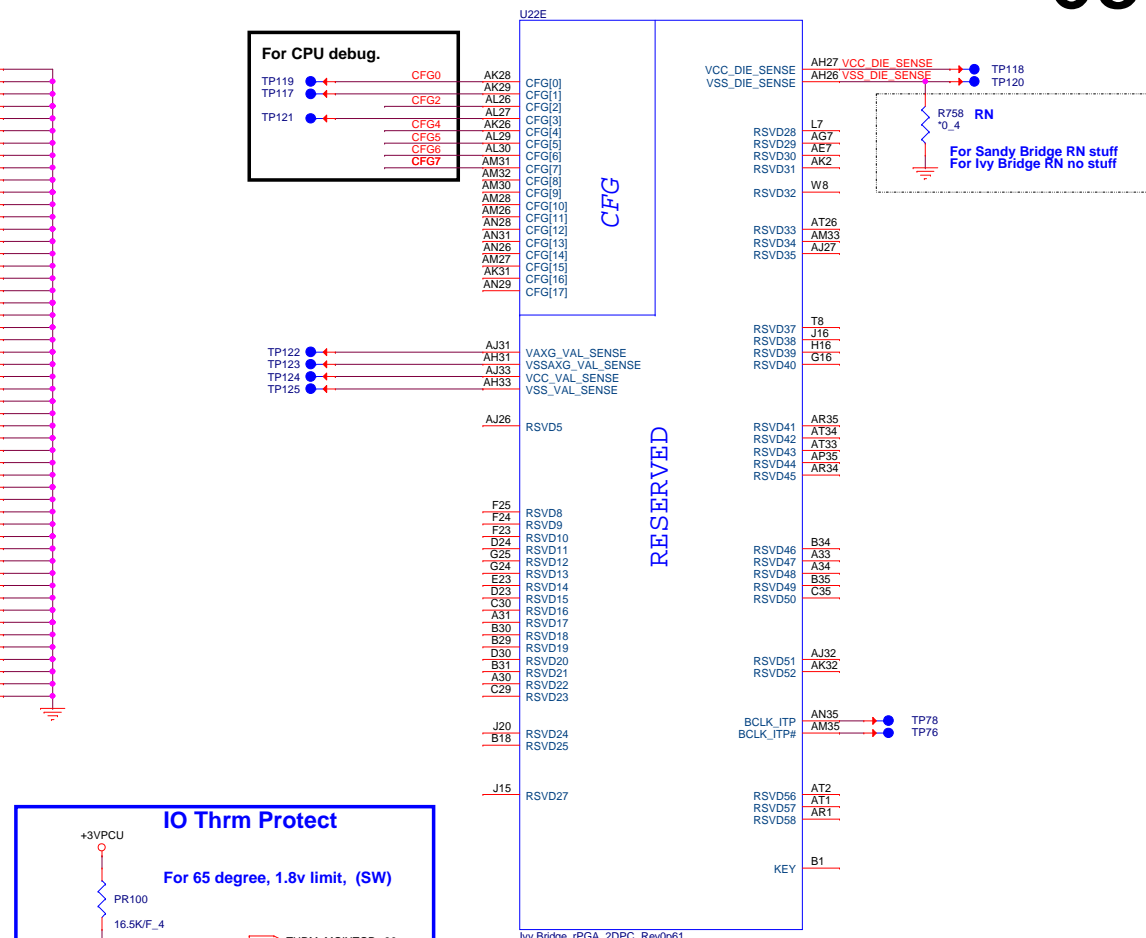 U22E
For CPU debug.
TP119 CFG0 AK28 CFG[0]
TP117 AK29 CFG[1]
CFG2 AL26 CFG[2]
TP121 AL27 CFG[3]
CFG4 AK26 CFG[4]
CFG5 AL29 CFG[5]
CFG6 AL30 CFG[6]
CFG7 AM31 CFG[7]
AM32 CFG[8]
AM30 CFG[9]
AM28 CFG[10]
AM26 CFG[11]
AN28 CFG[12]
AN31 CFG[13]
AN26 CFG[14]
AM27 CFG[15]
AK31 CFG[16]
AN29 CFG[17]
CFG
VCC_DIE_SENSE AH27 VCC_DIE_SENSE TP118
VSS_DIE_SENSE AH26 VSS_DIE_SENSE TP120
R758 RN
*0_4
For Sandy Bridge RN stuff
For Ivy Bridge RN no stuff
RSVD28 L7
RSVD29 AG7
RSVD30 AE7
RSVD31 AK2
RSVD32 W8
RSVD33 AT26
RSVD34 AM33
RSVD35 AJ27
RSVD37 T8
RSVD38 J16
RSVD39 H16
RSVD40 G16
TP122 AJ31 VAXG_VAL_SENSE
TP123 AH31 VSSAXG_VAL_SENSE
TP124 AJ33 VCC_VAL_SENSE
TP125 AH33 VSS_VAL_SENSE
AJ26 RSVD5
RESERVED
RSVD41 AR35
RSVD42 AT34
RSVD43 AT33
RSVD44 AP35
RSVD45 AR34
F25 RSVD8
F24 RSVD9
F23 RSVD10
D24 RSVD11
G25 RSVD12
G24 RSVD13
E23 RSVD14
D23 RSVD15
C30 RSVD16
A31 RSVD17
B30 RSVD18
B29 RSVD19
D30 RSVD20
B31 RSVD21
A30 RSVD22
C29 RSVD23
RSVD46 B34
RSVD47 A33
RSVD48 A34
RSVD49 B35
RSVD50 C35
RSVD51 AJ32
RSVD52 AK32
J20 RSVD24
B18 RSVD25
BCLK_ITP AN35 TP78
BCLK_ITP# AM35 TP76
J15 RSVD27
RSVD56 AT2
RSVD57 AT1
RSVD58 AR1
KEY B1
IO Thrm Protect
+3VPCU
For 65 degree, 1.8v limit, (SW)
PR100
16.5K/F_4
Ivy Bridge_rPGA_2DPC_Rev0p61